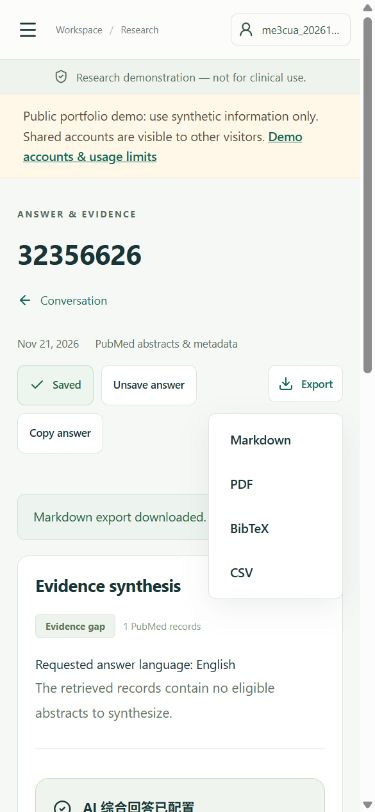 Workspace / Research
me3cua_20261...
Research demonstration — not for clinical use.
Public portfolio demo: use synthetic information only.
Shared accounts are visible to other visitors. Demo
accounts & usage limits
ANSWER & EVIDENCE
32356626
Conversation
Nov 21, 2026 PubMed abstracts & metadata
Saved
Unsave answer
Export
Copy answer
Markdown
PDF
BibTeX
CSV
Markdown export downloaded.
Evidence synthesis
Evidence gap
1 PubMed records
Requested answer language: English
The retrieved records contain no eligible
abstracts to synthesize.
AI 综合回答已配置